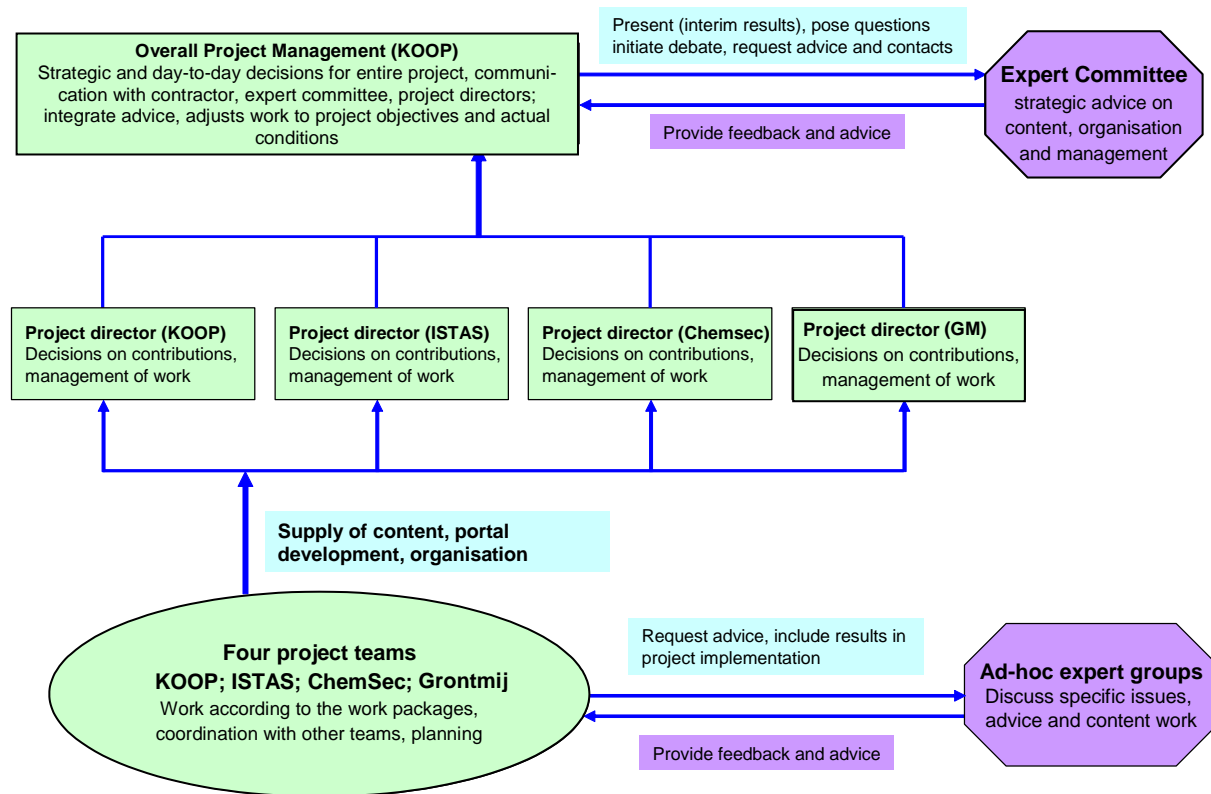 Present (interim results), pose questions
initiate debate, request advice and contacts
Overall Project Management (KOOP)
Strategic and day-to-day decisions for entire project, communi-
cation with contractor, expert committee, project directors;
integrate advice, adjusts work to project objectives and actual
conditions
Expert Committee
strategic advice on
content, organisation
and management
Provide feedback and advice
Project director (KOOP)
Decisions on contributions,
management of work
Project director (ISTAS)
Decisions on contributions,
management of work
Project director (Chemsec)
Decisions on contributions,
management of work
Project director (GM)
Decisions on contributions,
management of work
Supply of content, portal
development, organisation
Four project teams
KOOP; ISTAS; ChemSec; Grontmij
Work according to the work packages,
coordination with other teams, planning
Request advice, include results in
project implementation
Ad-hoc expert groups
Discuss specific issues,
advice and content work
Provide feedback and advice